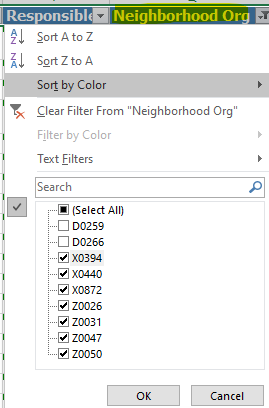 Responsible Neighborhood Org
Sort A to Z
Sort Z to A
Sort by Color
Clear Filter From "Neighborhood Org"
Filter by Color
Text Filters
Search
(Select All)
D0259
D0266
X0394
X0440
X0872
Z0026
Z0031
Z0047
Z0050
OK Cancel